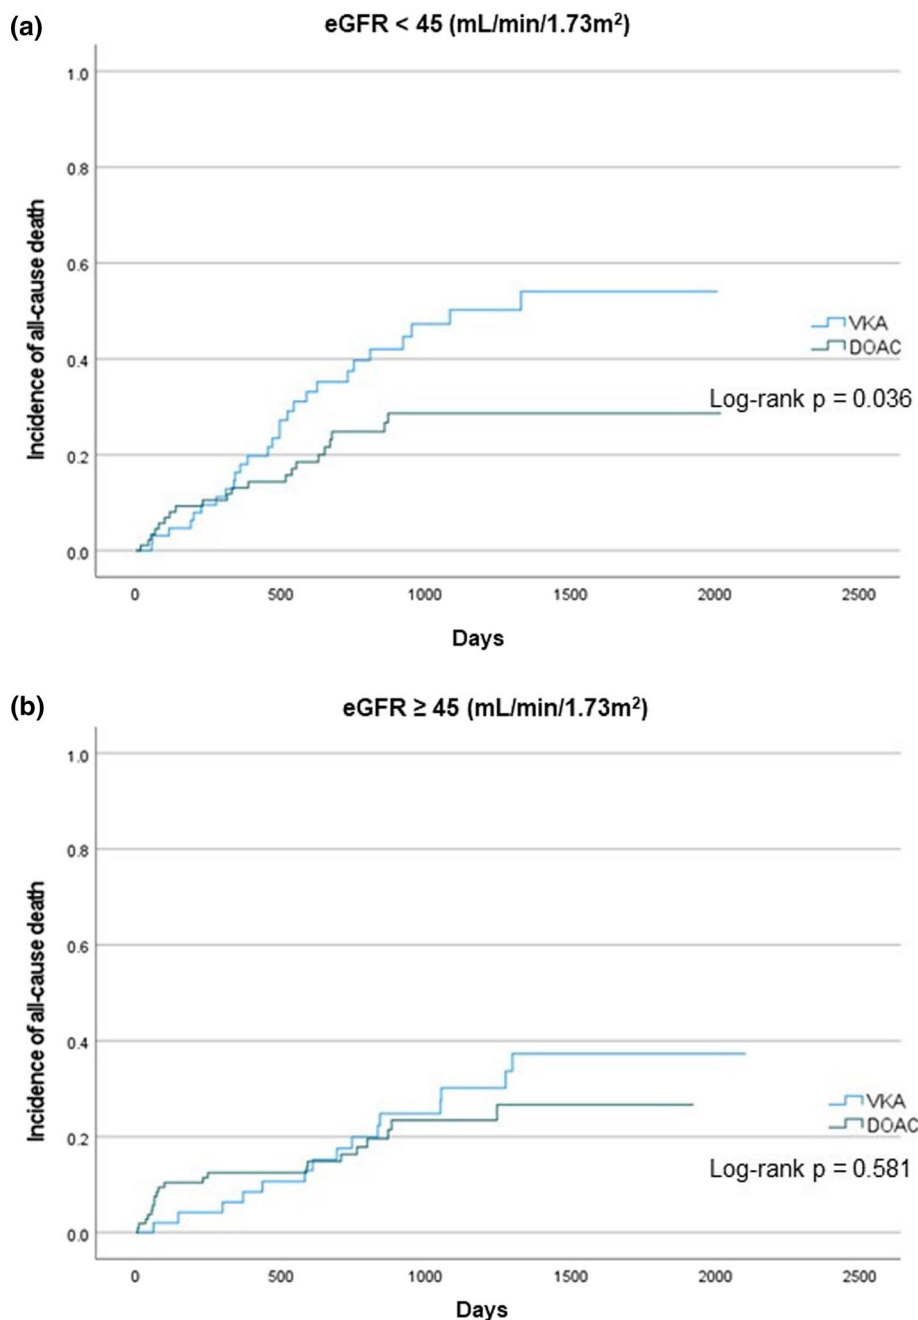 (a)
eGFR < 45 (mL/min/1.73m²)
1.0
0.8
0.6
0.4
0.2
0.0
Incidence of all-cause death
VKA
DOAC
Log-rank p = 0.036
0 500 1000 1500 2000 2500
Days
(b)
eGFR ≥ 45 (mL/min/1.73m²)
1.0
0.8
0.6
0.4
0.2
0.0
Incidence of all-cause death
VKA
DOAC
Log-rank p = 0.581
0 500 1000 1500 2000 2500
Days